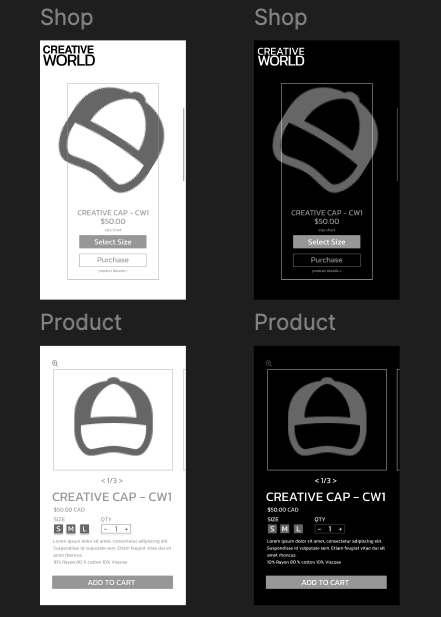 Shop
CREATIVE
WORLD
CREATIVE CAP - CW1
$50.00
size chart
Select Size
Purchase
product details >
Shop
CREATIVE
WORLD
CREATIVE CAP - CW1
$50.00
size chart
Select Size
Purchase
product details >
Product
< 1/3 >
CREATIVE CAP - CW1
$50.00 CAD
SIZE QTY
S M L - 1 +
Lorem ipsum dolor sit amet, consectetur adipiscing elit.
Suspendisse at vulputate sem. Etiam feugiat vitae dui sit
amet rutrum.
10% Rayon 80 % cotton 10% Viscose
ADD TO CART
Product
< 1/3 >
CREATIVE CAP - CW1
$50.00 CAD
SIZE QTY
S M L - 1 +
Lorem ipsum dolor sit amet, consectetur adipiscing elit.
Suspendisse at vulputate sem. Etiam feugiat vitae dui sit
amet rutrum.
10% Rayon 80 % cotton 10% Viscose
ADD TO CART